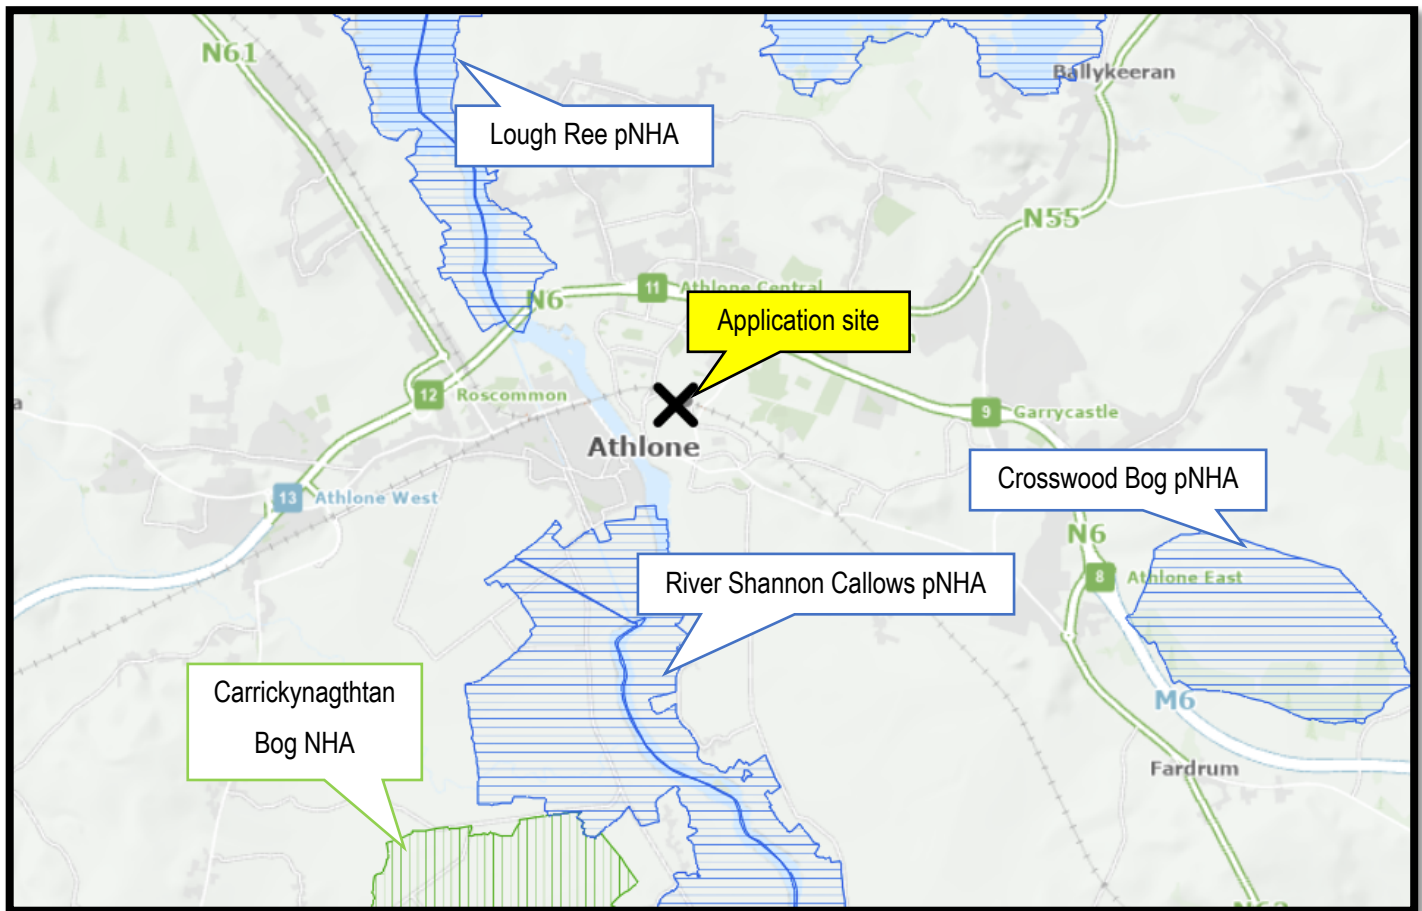 N61
Ballykeeran
Lough Ree pNHA
N55
11 Athlone Central
N6
Application site
12 Roscommon
9 Garrycastle
Athlone
Crosswood Bog pNHA
13 Athlone West
N6
River Shannon Callows pNHA
8 Athlone East
Carrickynagthtan
Bog NHA
M6
Fardrum